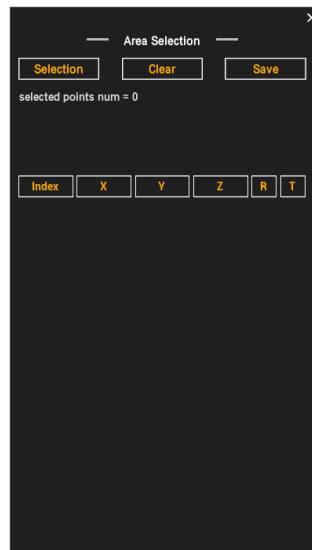 Area Selection
Selection Clear Save
selected points num = 0
Index X Y Z R T